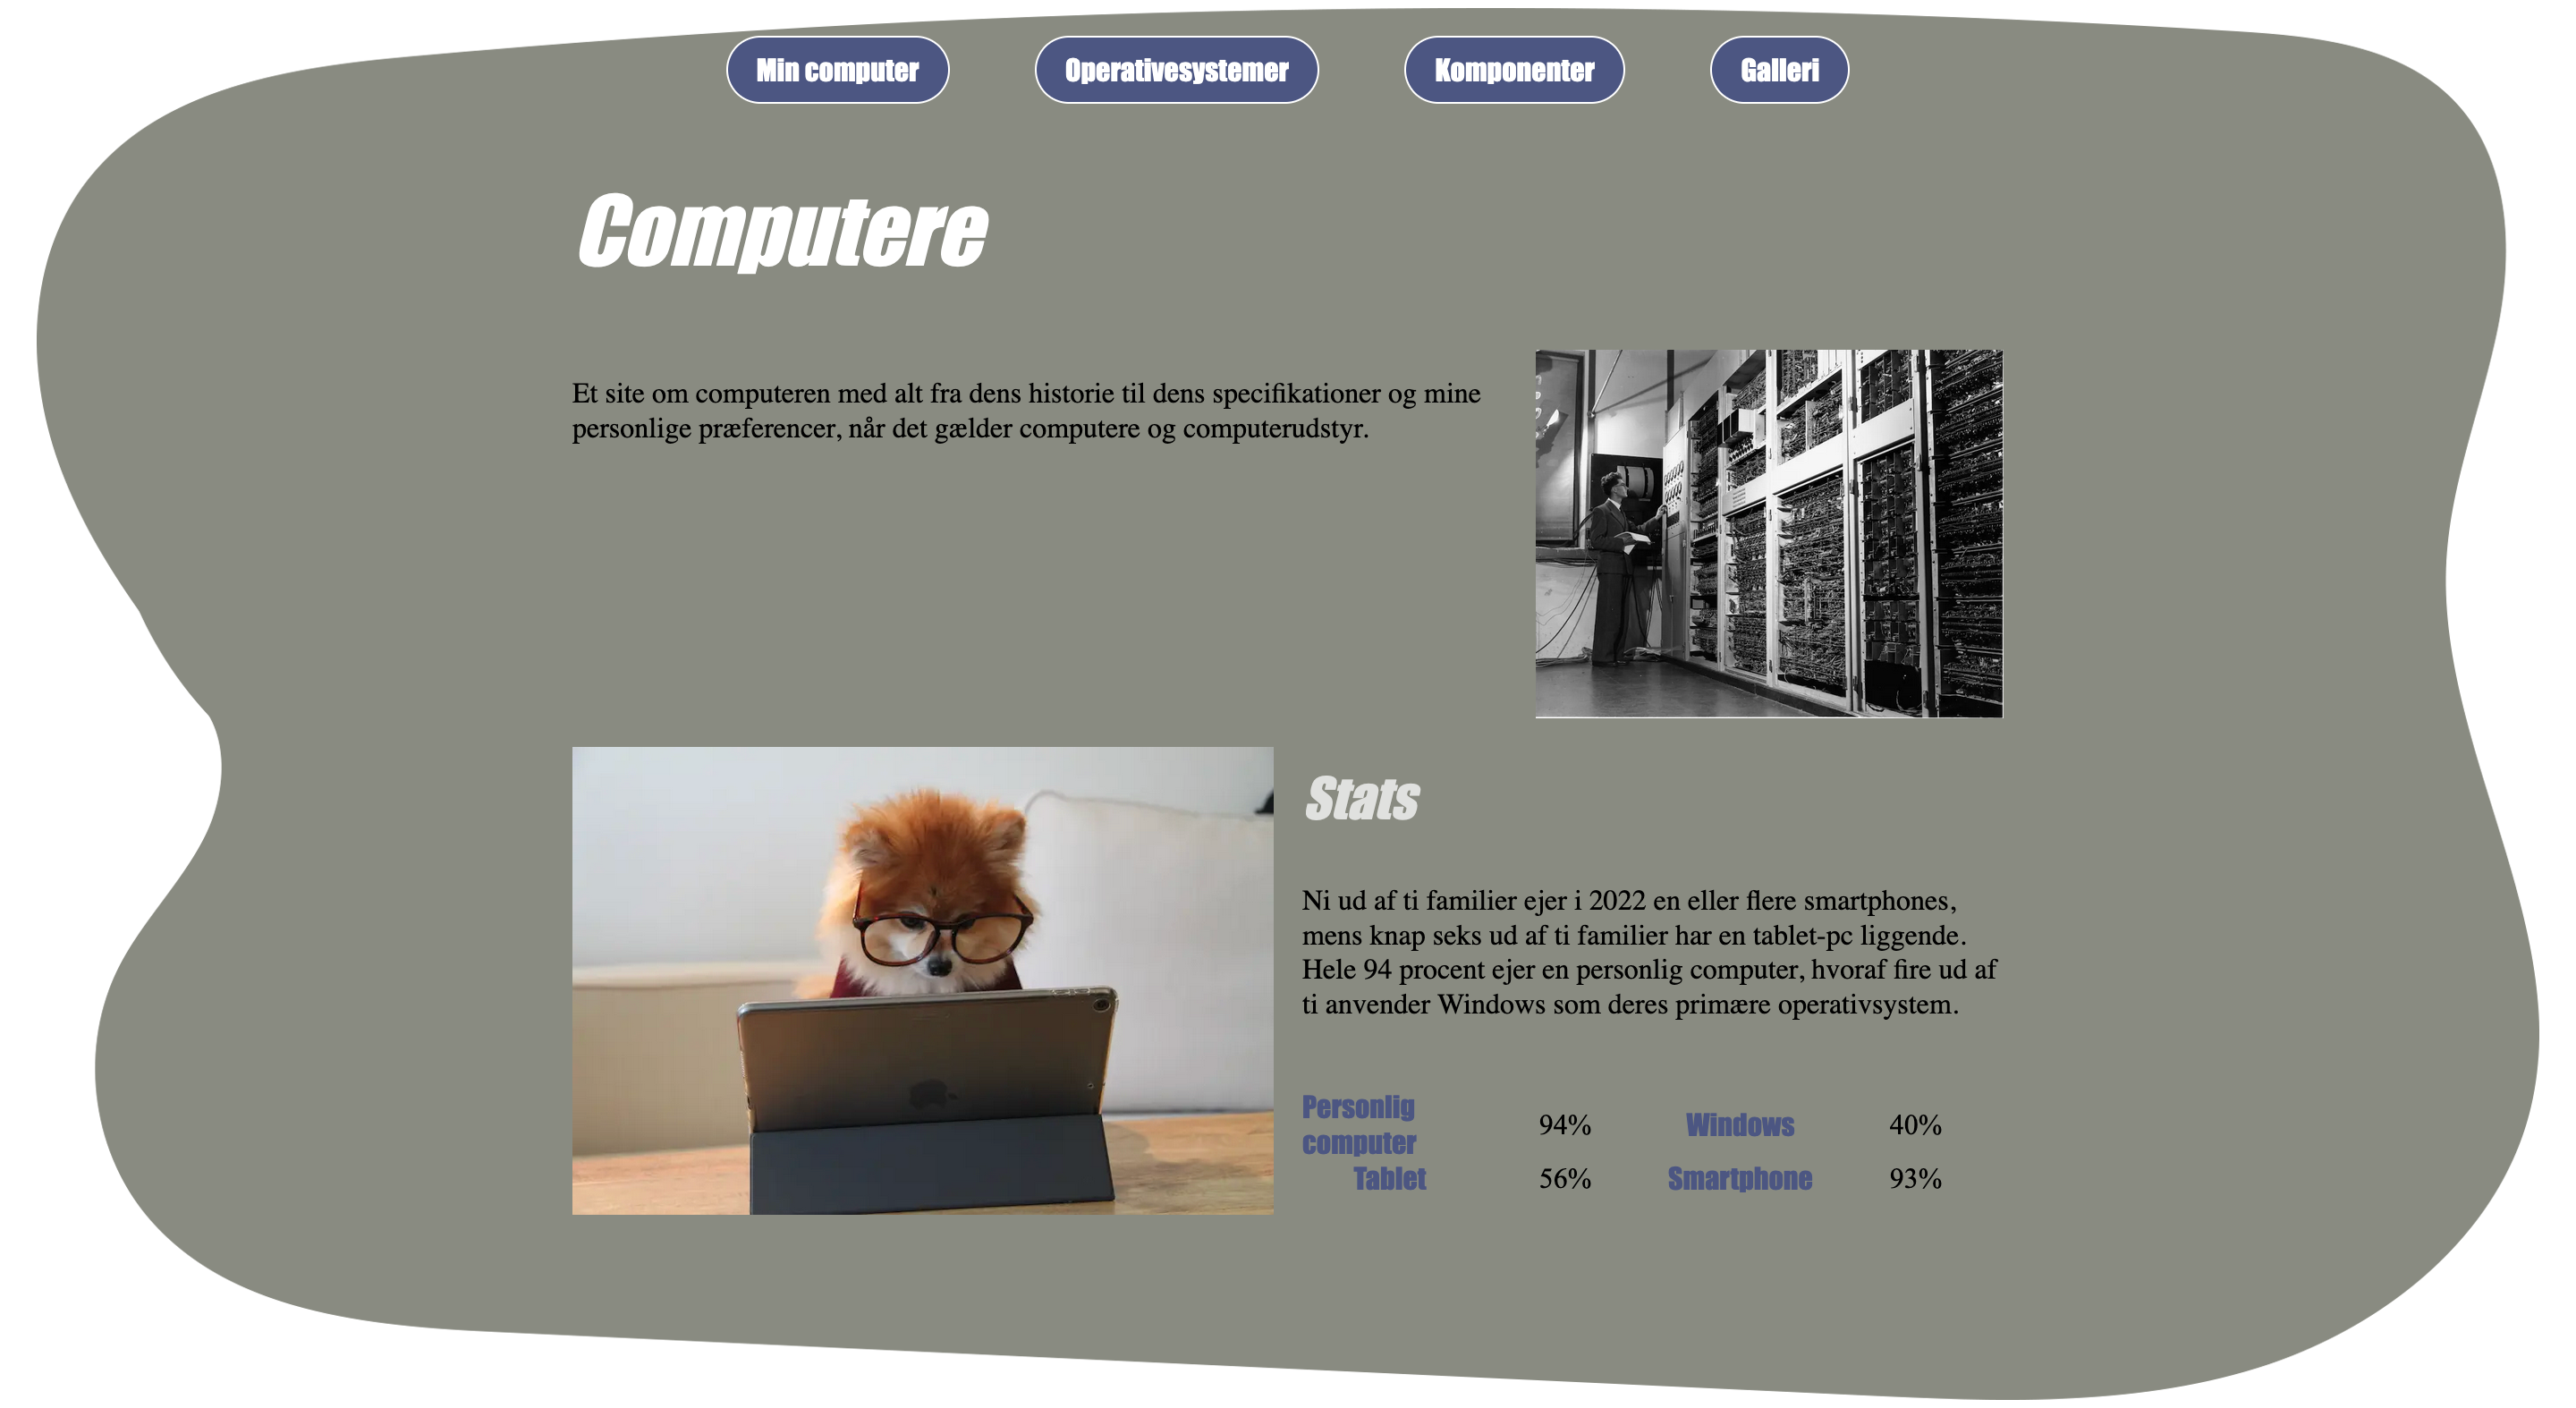 Min computer
Operativesystemer
Komponenter
Galleri
Computere
Et site om computeren med alt fra dens historie til dens specifikationer og mine
personlige præferencer, når det gælder computere og computerudstyr.
Stats
Ni ud af ti familier ejer i 2022 en eller flere smartphones,
mens knap seks ud af ti familier har en tablet-pc liggende.
Hele 94 procent ejer en personlig computer, hvoraf fire ud af
ti anvender Windows som deres primære operativsystem.
Personlig
computer
94%
Windows
40%
Tablet
56%
Smartphone
93%